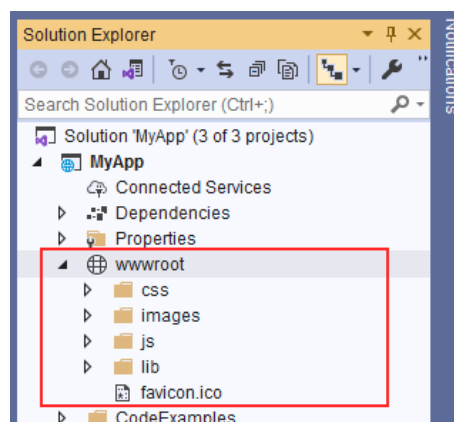 Solution Explorer
Notifications
Search Solution Explorer (Ctrl+;)
Solution 'MyApp' (3 of 3 projects)
MyApp
Connected Services
Dependencies
Properties
wwwroot
css
images
js
lib
favicon.ico
CodeExamples